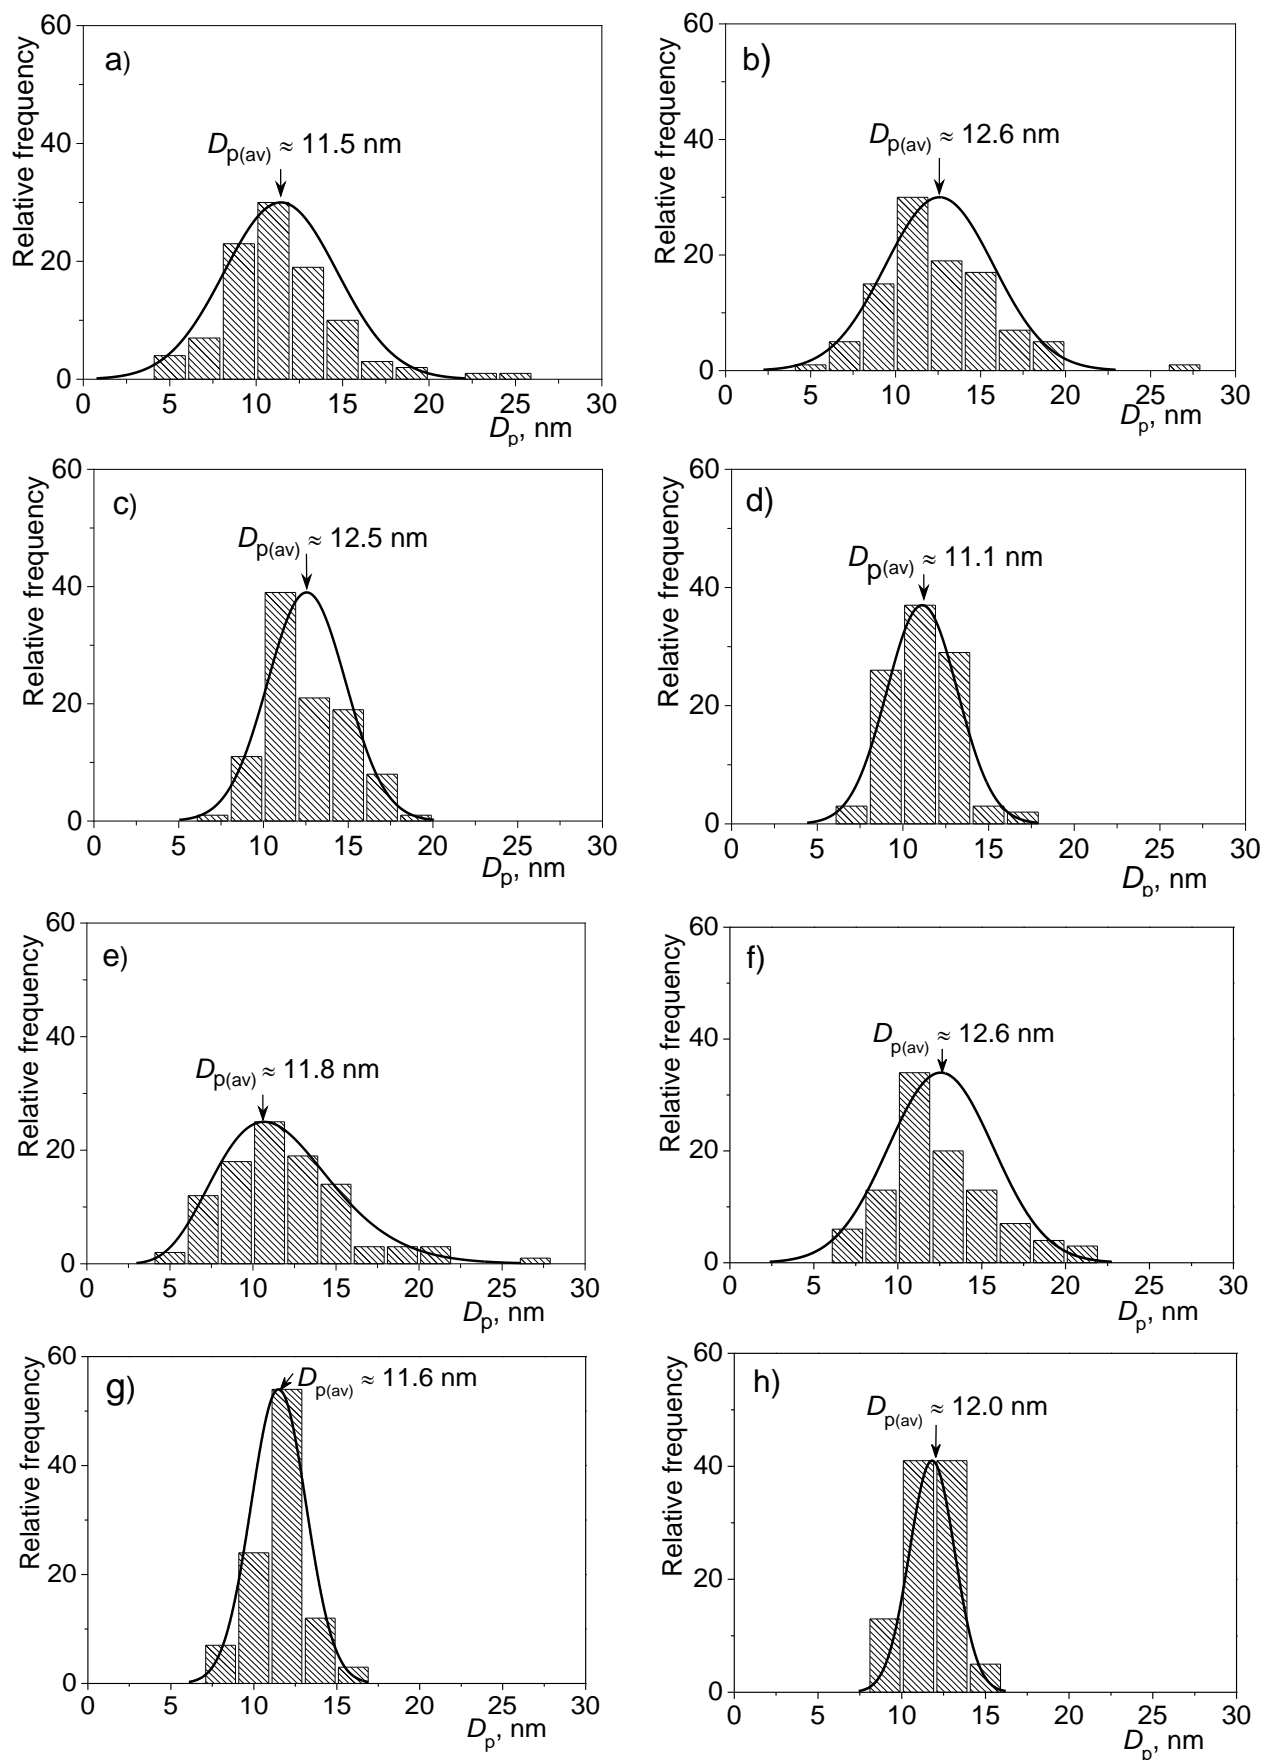 a)
Relative frequency
60
40
20
0
Dp(av) ≈ 11.5 nm
0 5 10 15 20 25 30
Dp, nm
b)
Relative frequency
60
40
20
0
Dp(av) ≈ 12.6 nm
0 5 10 15 20 25 30
Dp, nm
c)
Relative frequency
60
40
20
0
Dp(av) ≈ 12.5 nm
0 5 10 15 20 25 30
Dp, nm
d)
Relative frequency
60
40
20
0
Dp(av) ≈ 11.1 nm
0 5 10 15 20 25 30
Dp, nm
e)
Relative frequency
60
40
20
0
Dp(av) ≈ 11.8 nm
0 5 10 15 20 25 30
Dp, nm
f)
Relative frequency
60
40
20
0
Dp(av) ≈ 12.6 nm
0 5 10 15 20 25 30
Dp, nm
g)
Relative frequency
60
40
20
0
Dp(av) ≈ 11.6 nm
0 5 10 15 20 25 30
Dp, nm
h)
Relative frequency
60
40
20
0
Dp(av) ≈ 12.0 nm
0 5 10 15 20 25 30
Dp, nm